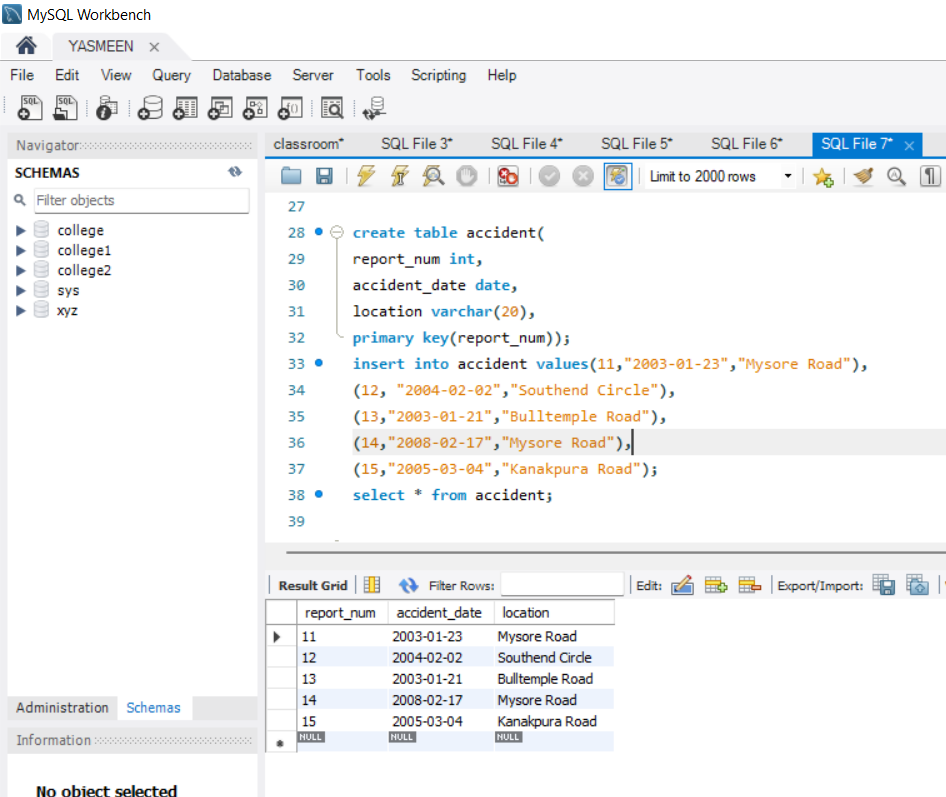 MySQL Workbench
YASMEEN
File Edit View Query Database Server Tools Scripting Help
Navigator
SCHEMAS
Filter objects
college
college1
college2
sys
xyz
Administration Schemas
Information
No object selected
classroom* SQL File 3* SQL File 4* SQL File 5* SQL File 6* SQL File 7*
Limit to 2000 rows
27
28 create table accident(
29 report_num int,
30 accident_date date,
31 location varchar(20),
32 primary key(report_num));
33 insert into accident values(11,"2003-01-23","Mysore Road"),
34 (12, "2004-02-02","Southend Circle"),
35 (13,"2003-01-21","Bulltemple Road"),
36 (14,"2008-02-17","Mysore Road"),
37 (15,"2005-03-04","Kanakpura Road");
38 select * from accident;
39
Result Grid Filter Rows: Edit: Export/Import:
report_num accident_date location
11 2003-01-23 Mysore Road
12 2004-02-02 Southend Circle
13 2003-01-21 Bulltemple Road
14 2008-02-17 Mysore Road
15 2005-03-04 Kanakpura Road
NULL NULL NULL